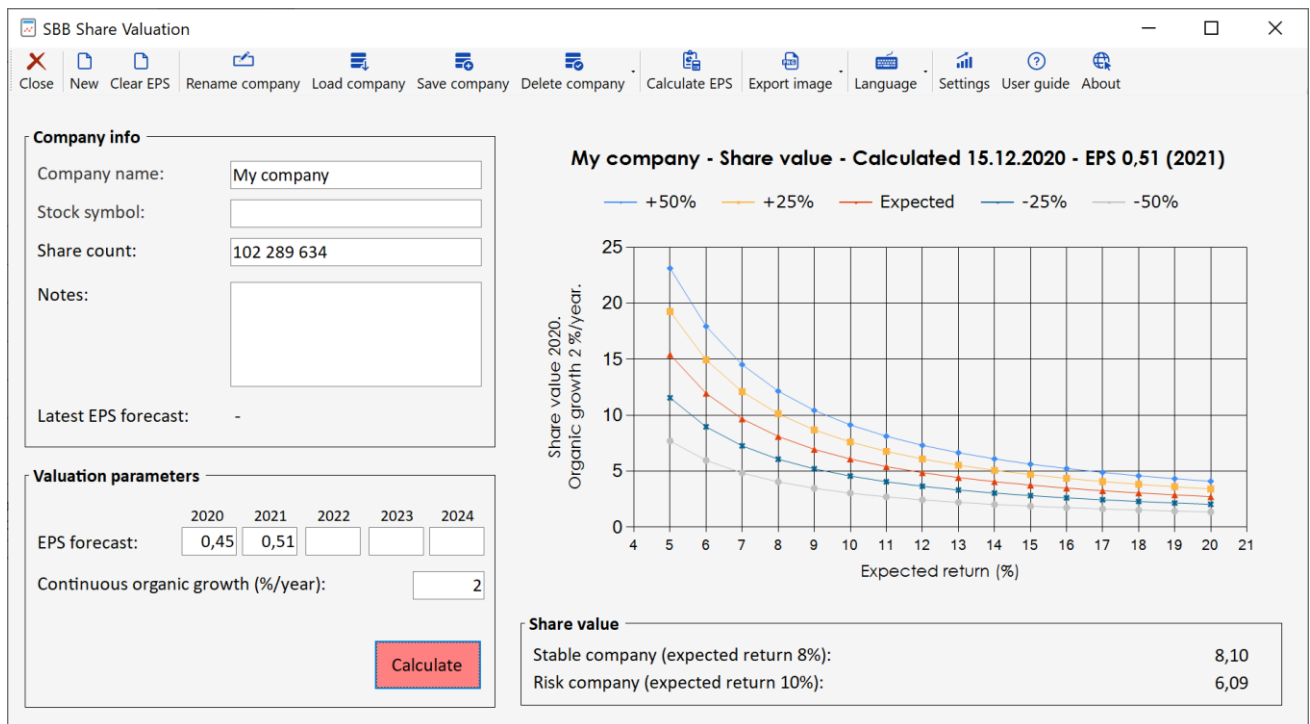 SBB Share Valuation
Close New Clear EPS Rename company Load company Save company Delete company Calculate EPS Export image Language Settings User guide About
Company info
Company name: My company
Stock symbol:
Share count: 102 289 634
Notes:
Latest EPS forecast: -
Valuation parameters
2020 2021 2022 2023 2024
EPS forecast: 0,45 0,51
Continuous organic growth (%/year): 2
Calculate
My company - Share value - Calculated 15.12.2020 - EPS 0,51 (2021)
+50% +25% Expected -25% -50%
Share value 2020.
Organic growth 2 %/year.
25
20
15
10
5
0
4 5 6 7 8 9 10 11 12 13 14 15 16 17 18 19 20 21
Expected return (%)
Share value
Stable company (expected return 8%): 8,10
Risk company (expected return 10%): 6,09